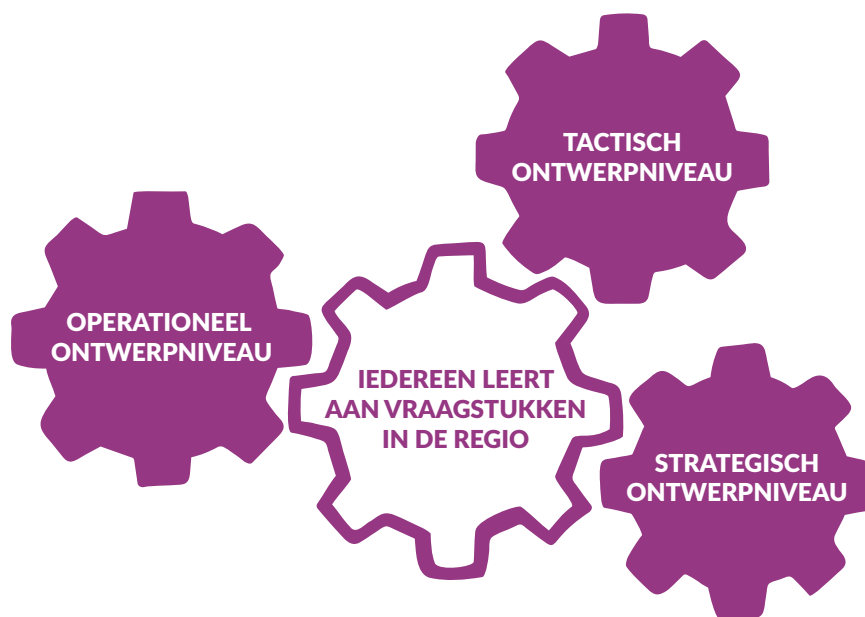 TACTISCH
ONTWERPNIVEAU
OPERATIONEEL
ONTWERPNIVEAU
IEDEREEN LEERT
AAN VRAAGSTUKKEN
IN DE REGIO
STRATEGISCH
ONTWERPNIVEAU